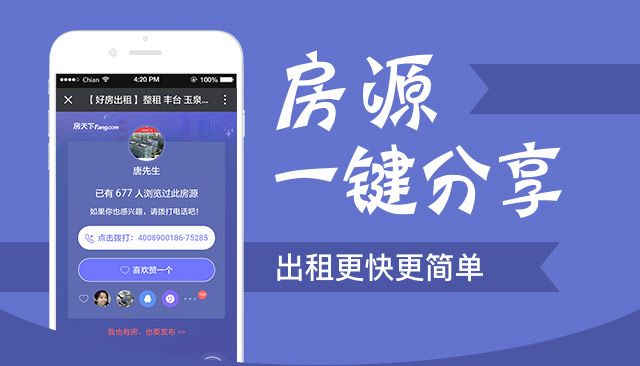 Chian
4:20 PM
100%
【 好房出租 】 整租 丰台 玉泉...
房天下Fang.com
唐先生
已有 677 人浏览过此房源
如果你也感兴趣，请拨打电话吧！
点击拨打：4008900186-75285
喜欢赞一个
我也有房，也要发布 >>
房源
一键分享
出租更快更简单